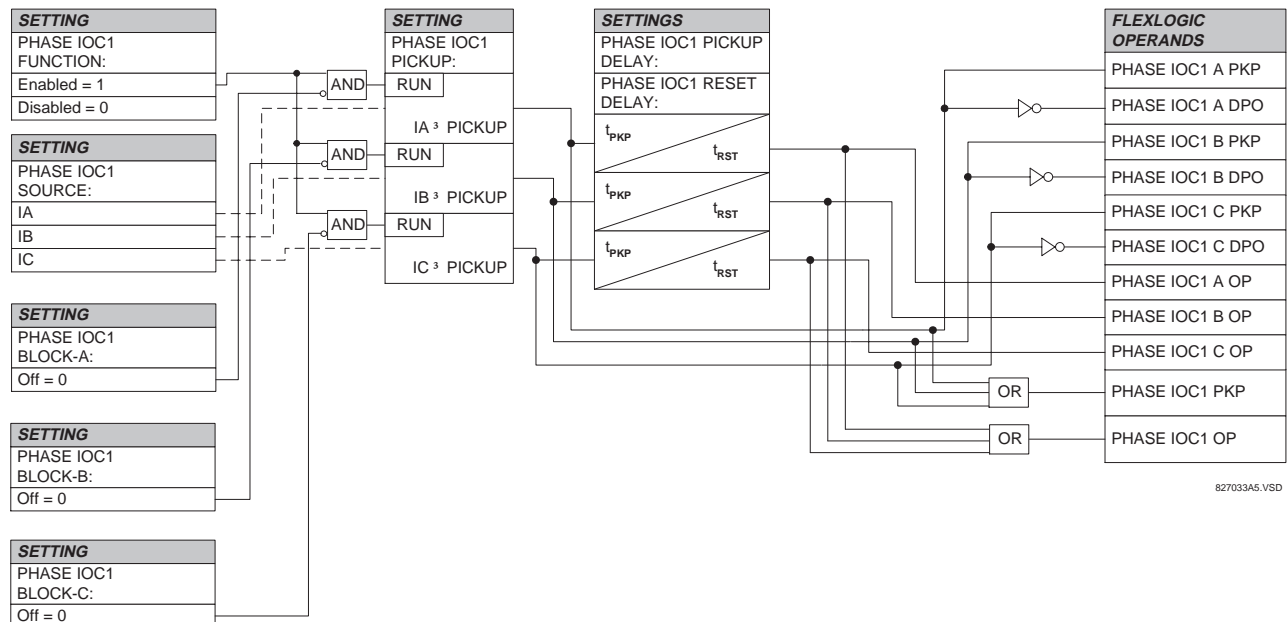 SETTING
PHASE IOC1
FUNCTION:
Enabled = 1
Disabled = 0
SETTING
PHASE IOC1
SOURCE:
IA
IB
IC
SETTING
PHASE IOC1
BLOCK-A:
Off = 0
SETTING
PHASE IOC1
BLOCK-B:
Off = 0
SETTING
PHASE IOC1
BLOCK-C:
Off = 0
AND
AND
AND
SETTING
PHASE IOC1
PICKUP:
RUN
IA ³ PICKUP
RUN
IB ³ PICKUP
RUN
IC ³ PICKUP
SETTINGS
PHASE IOC1 PICKUP
DELAY:
PHASE IOC1 RESET
DELAY:
tPKP
tRST
tPKP
tRST
tPKP
tRST
OR
OR
FLEXLOGIC
OPERANDS
PHASE IOC1 A PKP
PHASE IOC1 A DPO
PHASE IOC1 B PKP
PHASE IOC1 B DPO
PHASE IOC1 C PKP
PHASE IOC1 C DPO
PHASE IOC1 A OP
PHASE IOC1 B OP
PHASE IOC1 C OP
PHASE IOC1 PKP
PHASE IOC1 OP
827033A5.VSD